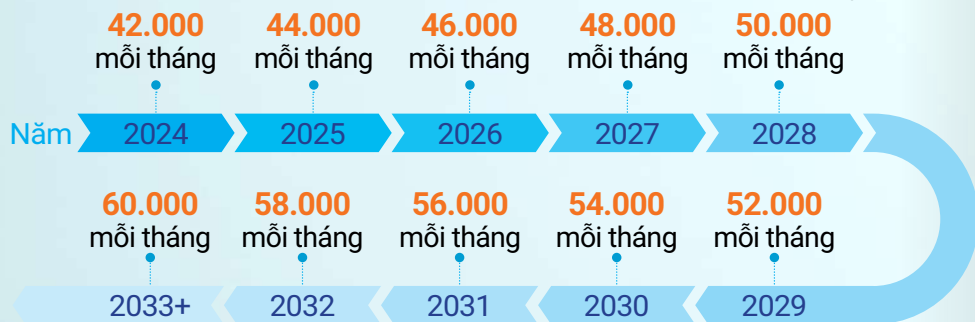 42.000 44.000 46.000 48.000 50.000
mỗi tháng mỗi tháng mỗi tháng mỗi tháng mỗi tháng
Năm 2024 2025 2026 2027 2028
60.000 58.000 56.000 54.000 52.000
mỗi tháng mỗi tháng mỗi tháng mỗi tháng mỗi tháng
2033+ 2032 2031 2030 2029